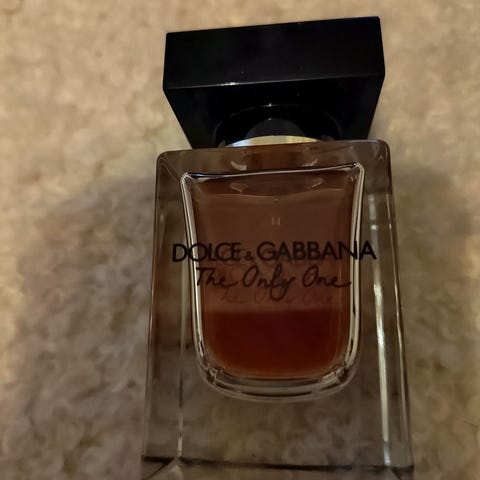 DOLCE & GABBANA
The Only One